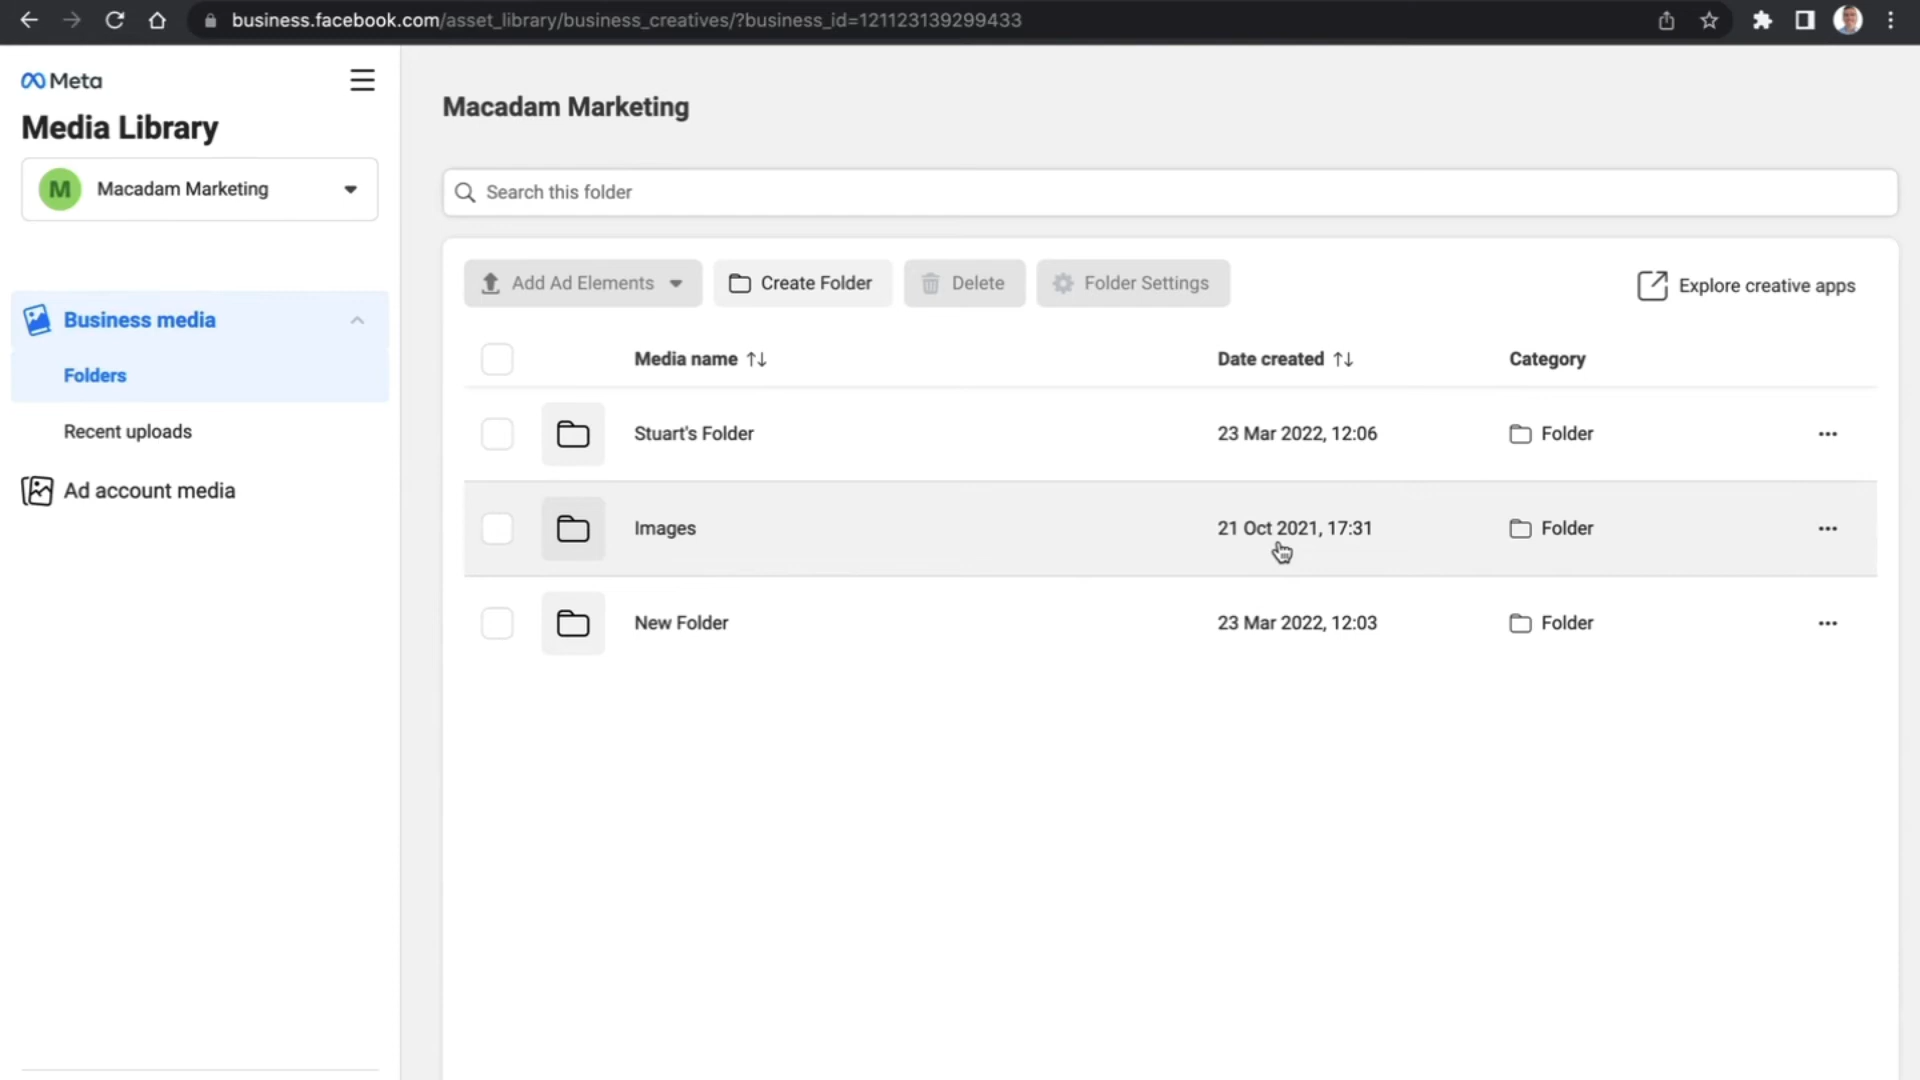 business.facebook.com/asset_library/business_creatives/?business_id=121123139299433
Meta
Media Library
M Macadam Marketing
Business media
Folders
Recent uploads
Ad account media
Macadam Marketing
Search this folder
Add Ad Elements Create Folder Delete Folder Settings Explore creative apps
Media name Date created Category
Stuart's Folder 23 Mar 2022, 12:06 Folder
Images 21 Oct 2021, 17:31 Folder
New Folder 23 Mar 2022, 12:03 Folder